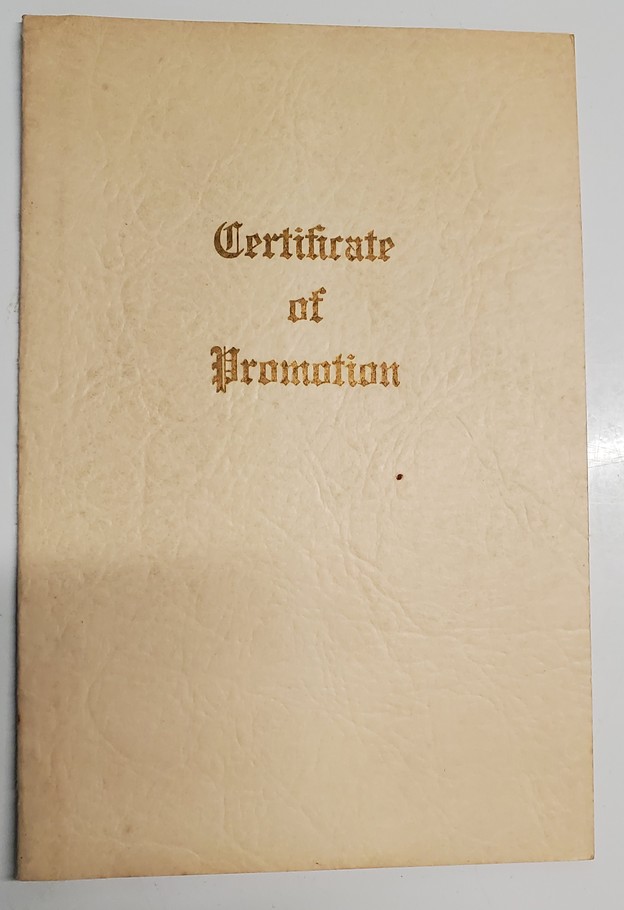 Certificate
of
Promotion